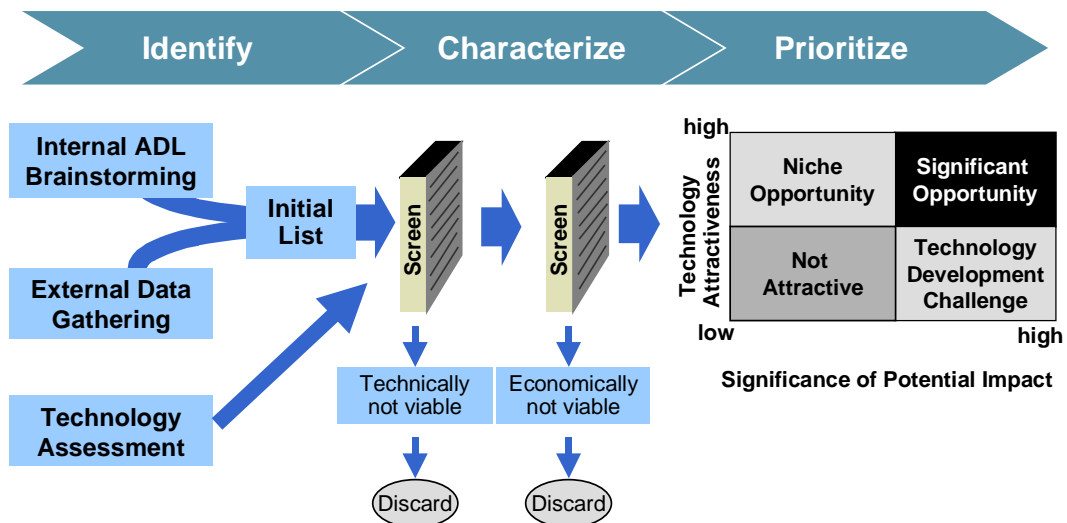 Identify
Characterize
Prioritize
Internal ADL
Brainstorming
External Data
Gathering
Technology
Assessment
Initial
List
Screen
Technically
not viable
Discard
Screen
Economically
not viable
Discard
high
Technology
Attractiveness
low
high
Niche
Opportunity
Significant
Opportunity
Not
Attractive
Technology
Development
Challenge
Significance of Potential Impact